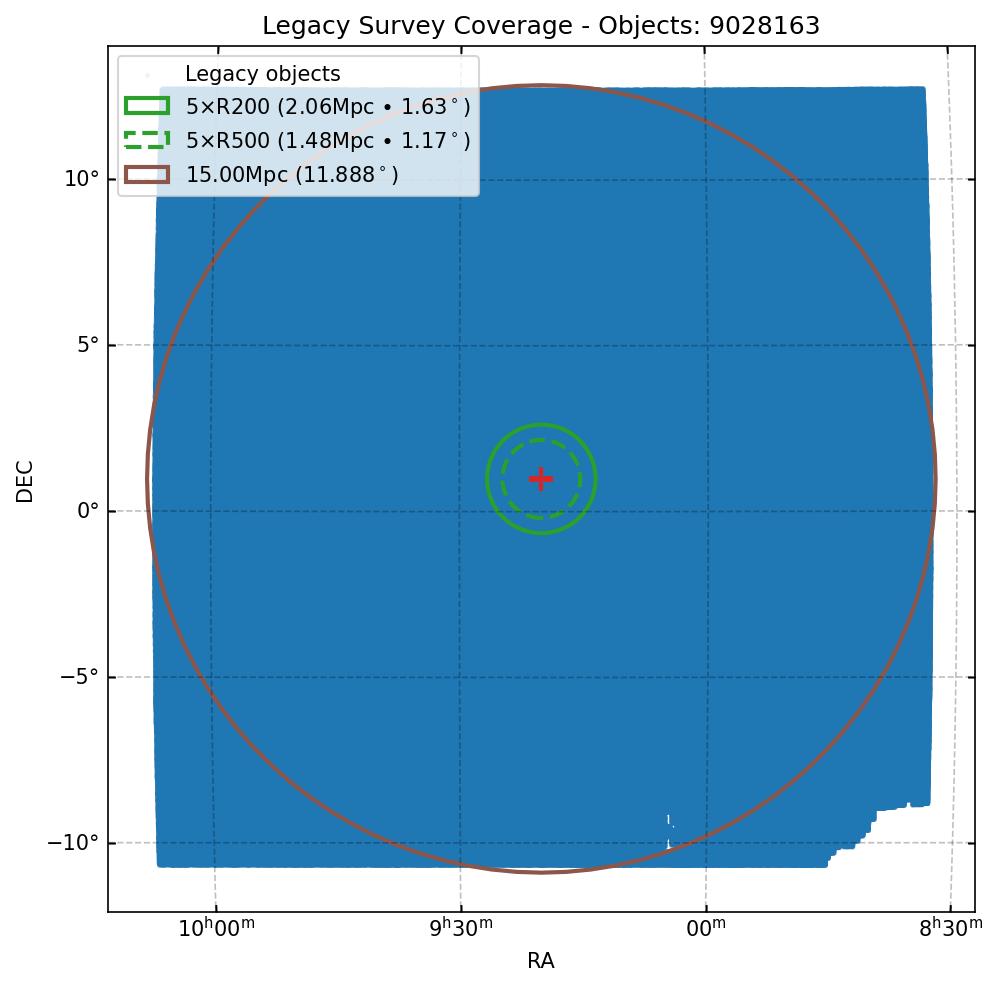 Legacy Survey Coverage - Objects: 9028163
Legacy objects
5×R200 (2.06Mpc • 1.63°)
5×R500 (1.48Mpc • 1.17°)
15.00Mpc (11.888°)
10°
5°
0°
−5°
−10°
DEC
10ʰ00ᵐ 9ʰ30ᵐ 00ᵐ 8ʰ30ᵐ
RA